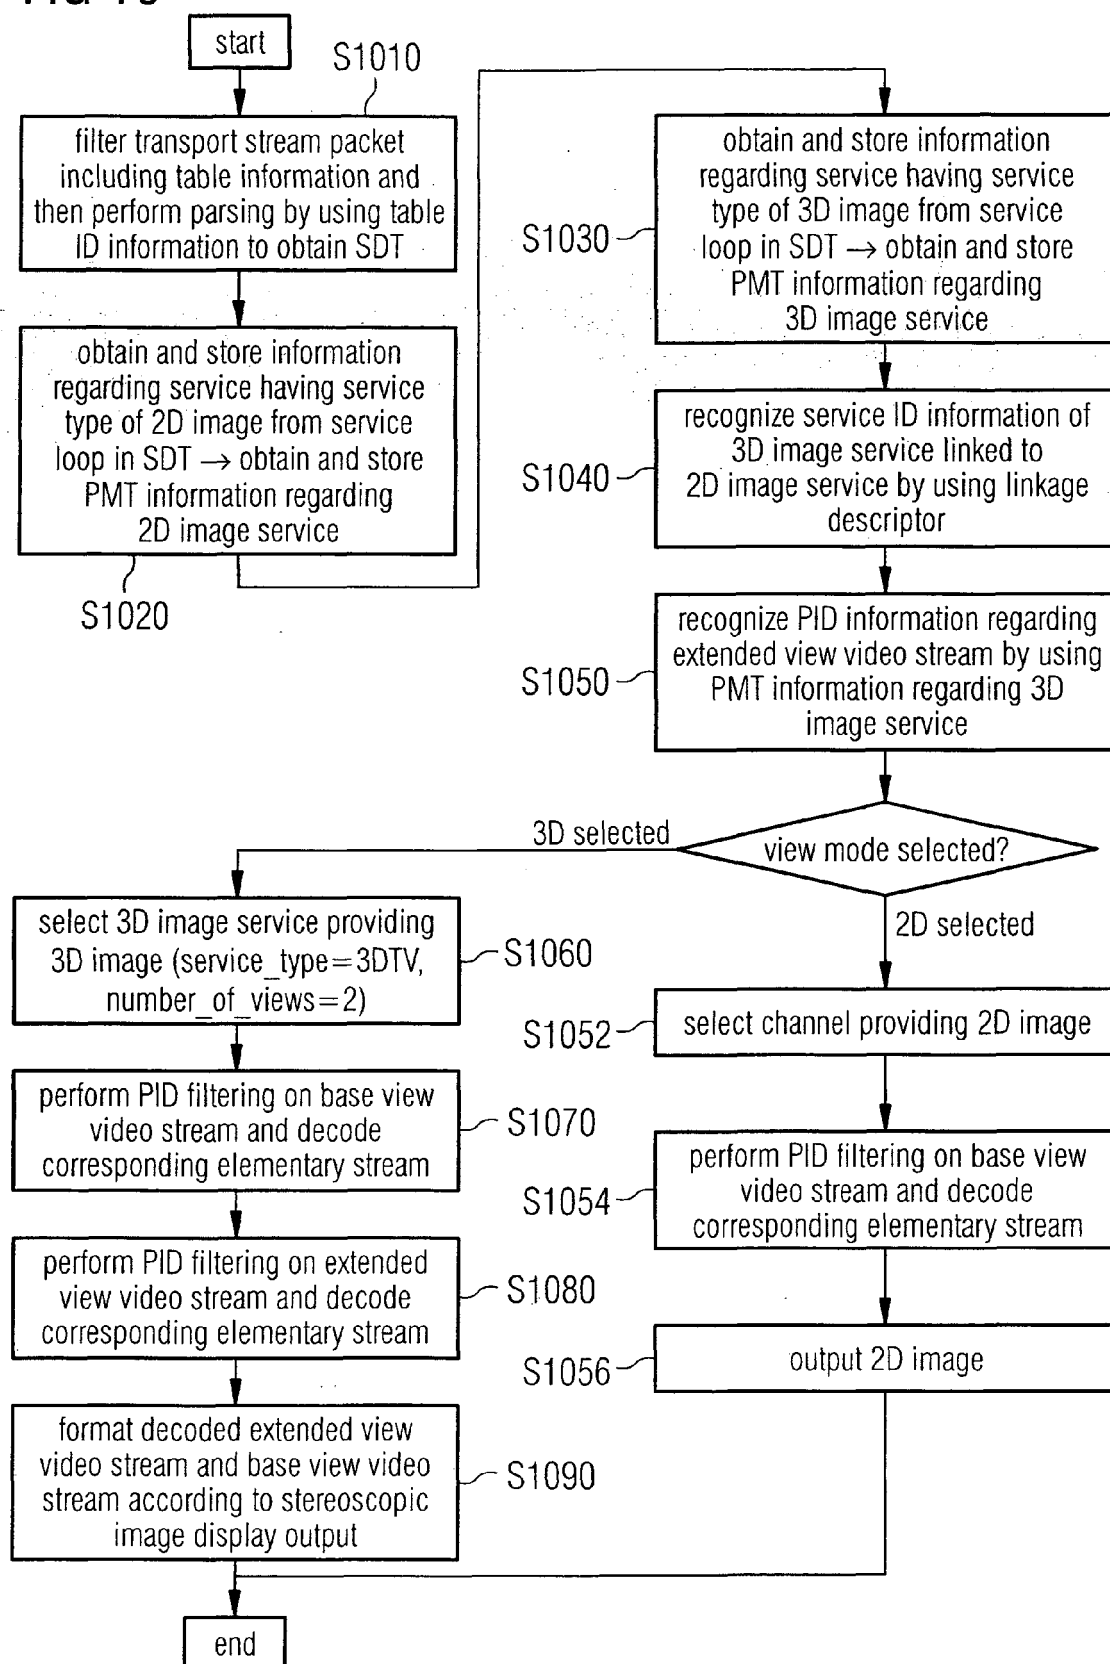 start
S1010
filter transport stream packet
including table information and
then perform parsing by using table
ID information to obtain SDT
obtain and store information
regarding service having service
type of 2D image from service
loop in SDT → obtain and store
PMT information regarding
2D image service
S1020
obtain and store information
regarding service having service
type of 3D image from service
loop in SDT → obtain and store
PMT information regarding
3D image service
S1030
recognize service ID information of
3D image service linked to
2D image service by using linkage
descriptor
S1040
recognize PID information regarding
extended view video stream by using
PMT information regarding 3D
image service
S1050
view mode selected?
3D selected
2D selected
select 3D image service providing
3D image (service_type=3DTV,
number_of_views=2)
S1060
perform PID filtering on base view
video stream and decode
corresponding elementary stream
S1070
perform PID filtering on extended
view video stream and decode
corresponding elementary stream
S1080
format decoded extended view
video stream and base view video
stream according to stereoscopic
image display output
S1090
select channel providing 2D image
S1052
perform PID filtering on base view
video stream and decode
corresponding elementary stream
S1054
output 2D image
S1056
end